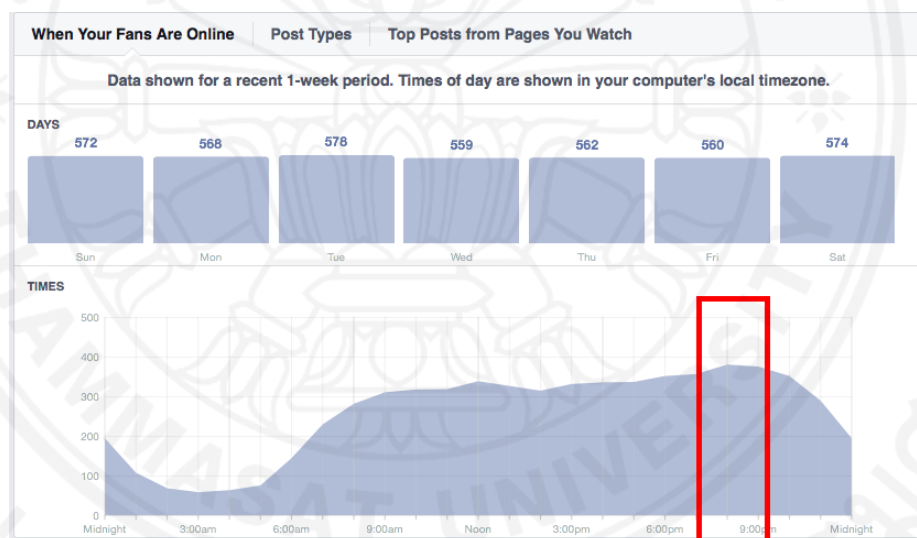 When Your Fans Are Online Post Types Top Posts from Pages You Watch
Data shown for a recent 1-week period. Times of day are shown in your computer's local timezone.
DAYS
572 568 578 559 562 560 574
Sun Mon Tue Wed Thu Fri Sat
TIMES
500
400
300
200
100
0
Midnight 3:00am 6:00am 9:00am Noon 3:00pm 6:00pm 9:00pm Midnight
THAMMASAT UNIVERSITY